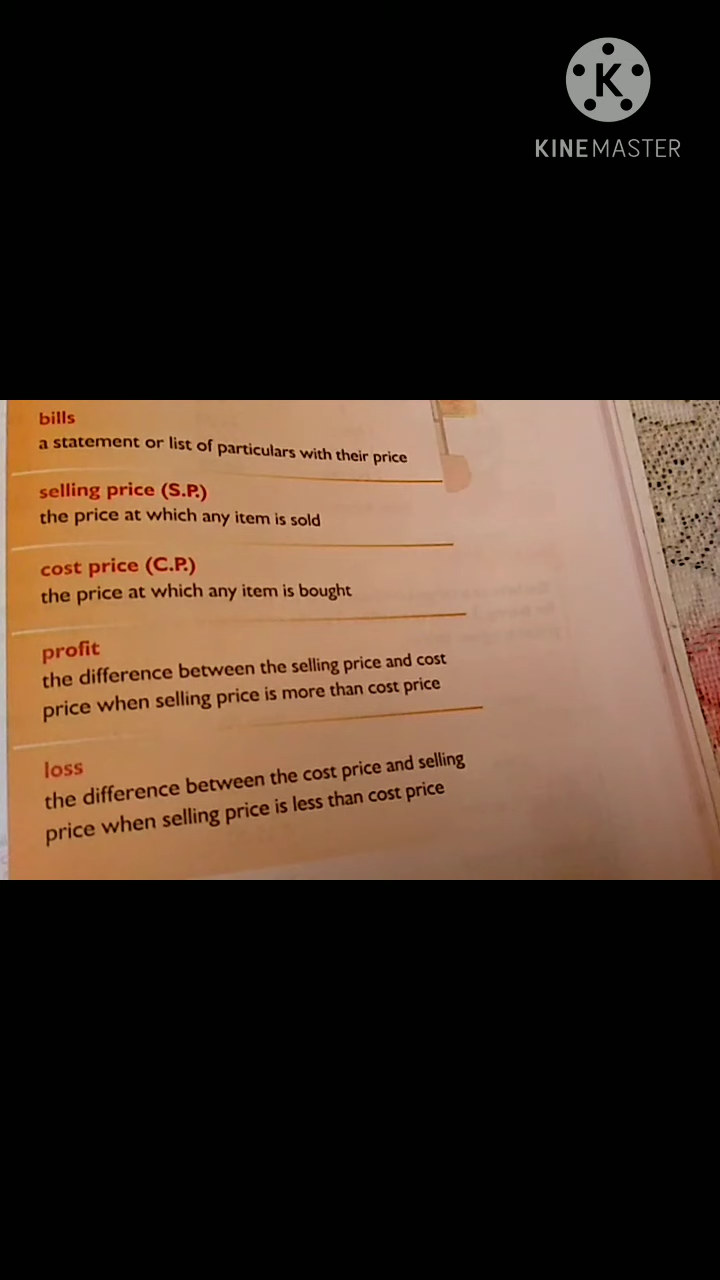 K
KINEMASTER
bills
a statement or list of particulars with their price
selling price (S.P.)
the price at which any item is sold
cost price (C.P.)
the price at which any item is bought
profit
the difference between the selling price and cost
price when selling price is more than cost price
loss
the difference between the cost price and selling
price when selling price is less than cost price